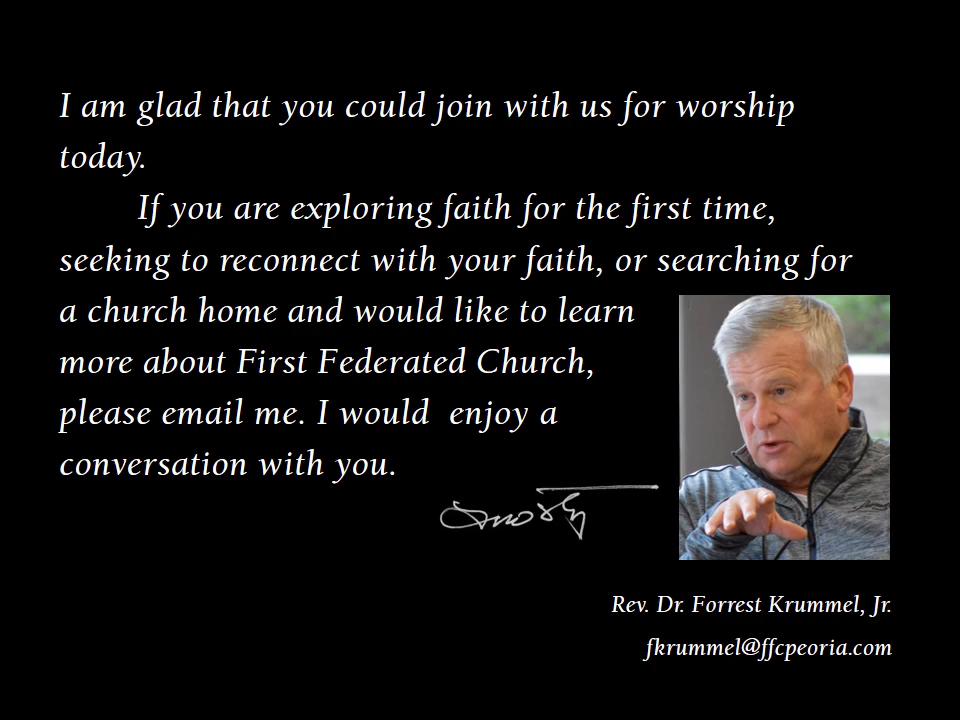 I am glad that you could join with us for worship
today.
If you are exploring faith for the first time,
seeking to reconnect with your faith, or searching for
a church home and would like to learn
more about First Federated Church,
please email me. I would  enjoy a
conversation with you.
Rev. Dr. Forrest Krummel, Jr.
fkrummel@ffcpeoria.com